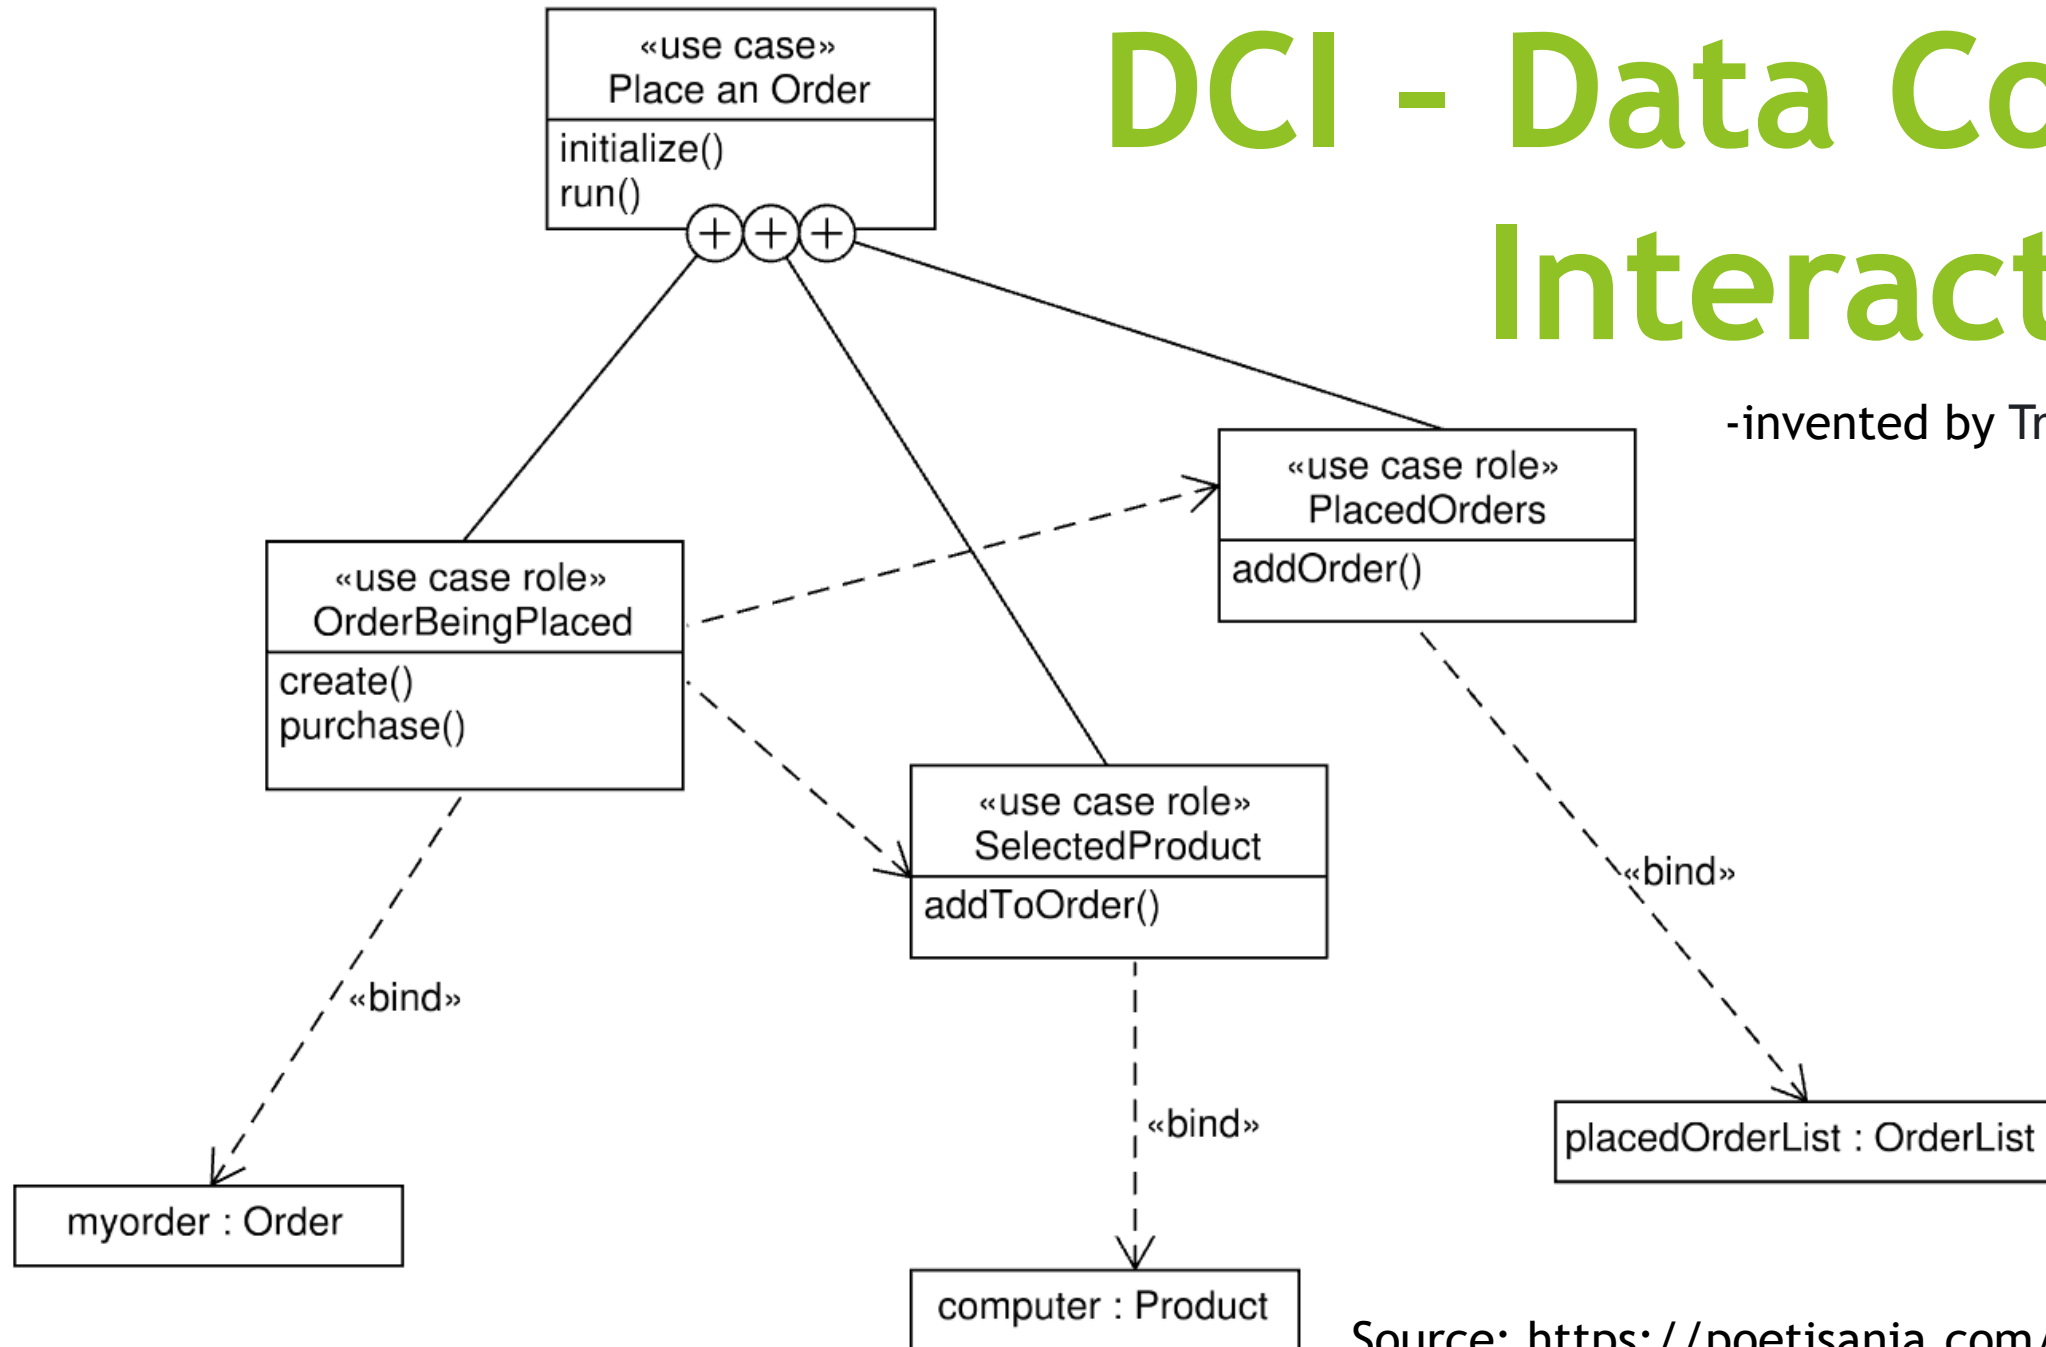 «use case»
Place an Order
initialize()
run()
DCI - Data
Interact
-invented by
«use case role»
PlacedOrders
addOrder()
«use case role»
OrderBeingPlaced
create()
purchase()
«use case role»
SelectedProduct
addToOrder()
«bind»
«bind»
«bind»
placedOrderList : OrderList
myorder : Order
computer : Product
Source: https://poetisania.com/